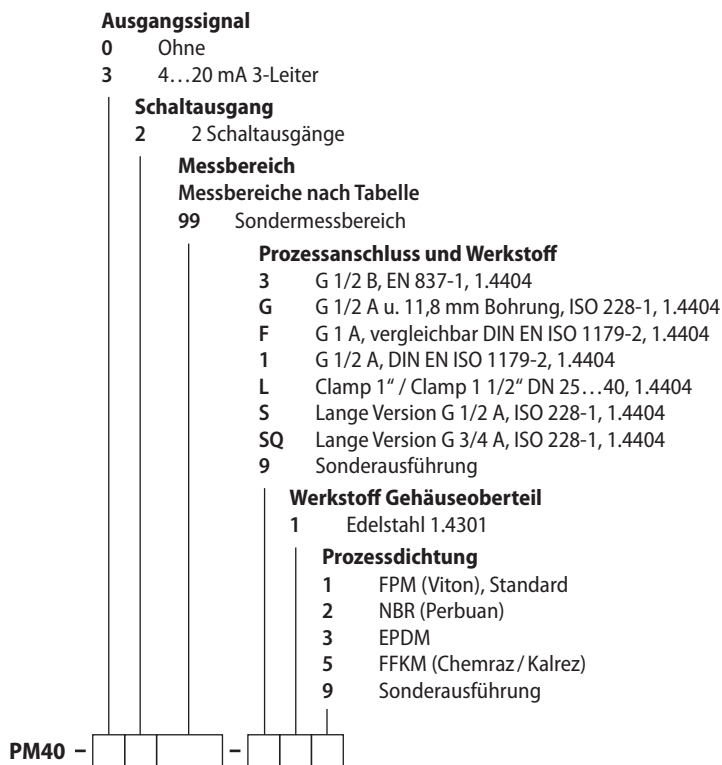 Ausgangssignal
0 Ohne
3 4…20 mA 3-Leiter
Schaltausgang
2 2 Schaltausgänge
Messbereich
Messbereiche nach Tabelle
99 Sondermessbereich
Prozessanschluss und Werkstoff
3 G 1/2 B, EN 837-1, 1.4404
G G 1/2 A u. 11,8 mm Bohrung, ISO 228-1, 1.4404
F G 1 A, vergleichbar DIN EN ISO 1179-2, 1.4404
1 G 1/2 A, DIN EN ISO 1179-2, 1.4404
L Clamp 1“ / Clamp 1 1/2“ DN 25…40, 1.4404
S Lange Version G 1/2 A, ISO 228-1, 1.4404
SQ Lange Version G 3/4 A, ISO 228-1, 1.4404
9 Sonderausführung
Werkstoff Gehäuseoberteil
1 Edelstahl 1.4301
Prozessdichtung
1 FPM (Viton), Standard
2 NBR (Perbuan)
3 EPDM
5 FFKM (Chemraz / Kalrez)
9 Sonderausführung
PM40 – –